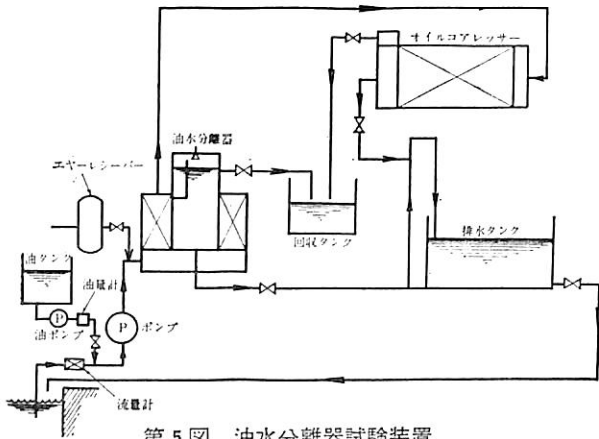 オイルコアレッサー
油水分離器
エヤーレシーバー
回収タンク
排水タンク
油タンク
油量計
P
油ポンプ
P
ポンプ
流量計
第5図 油水分離器試験装置